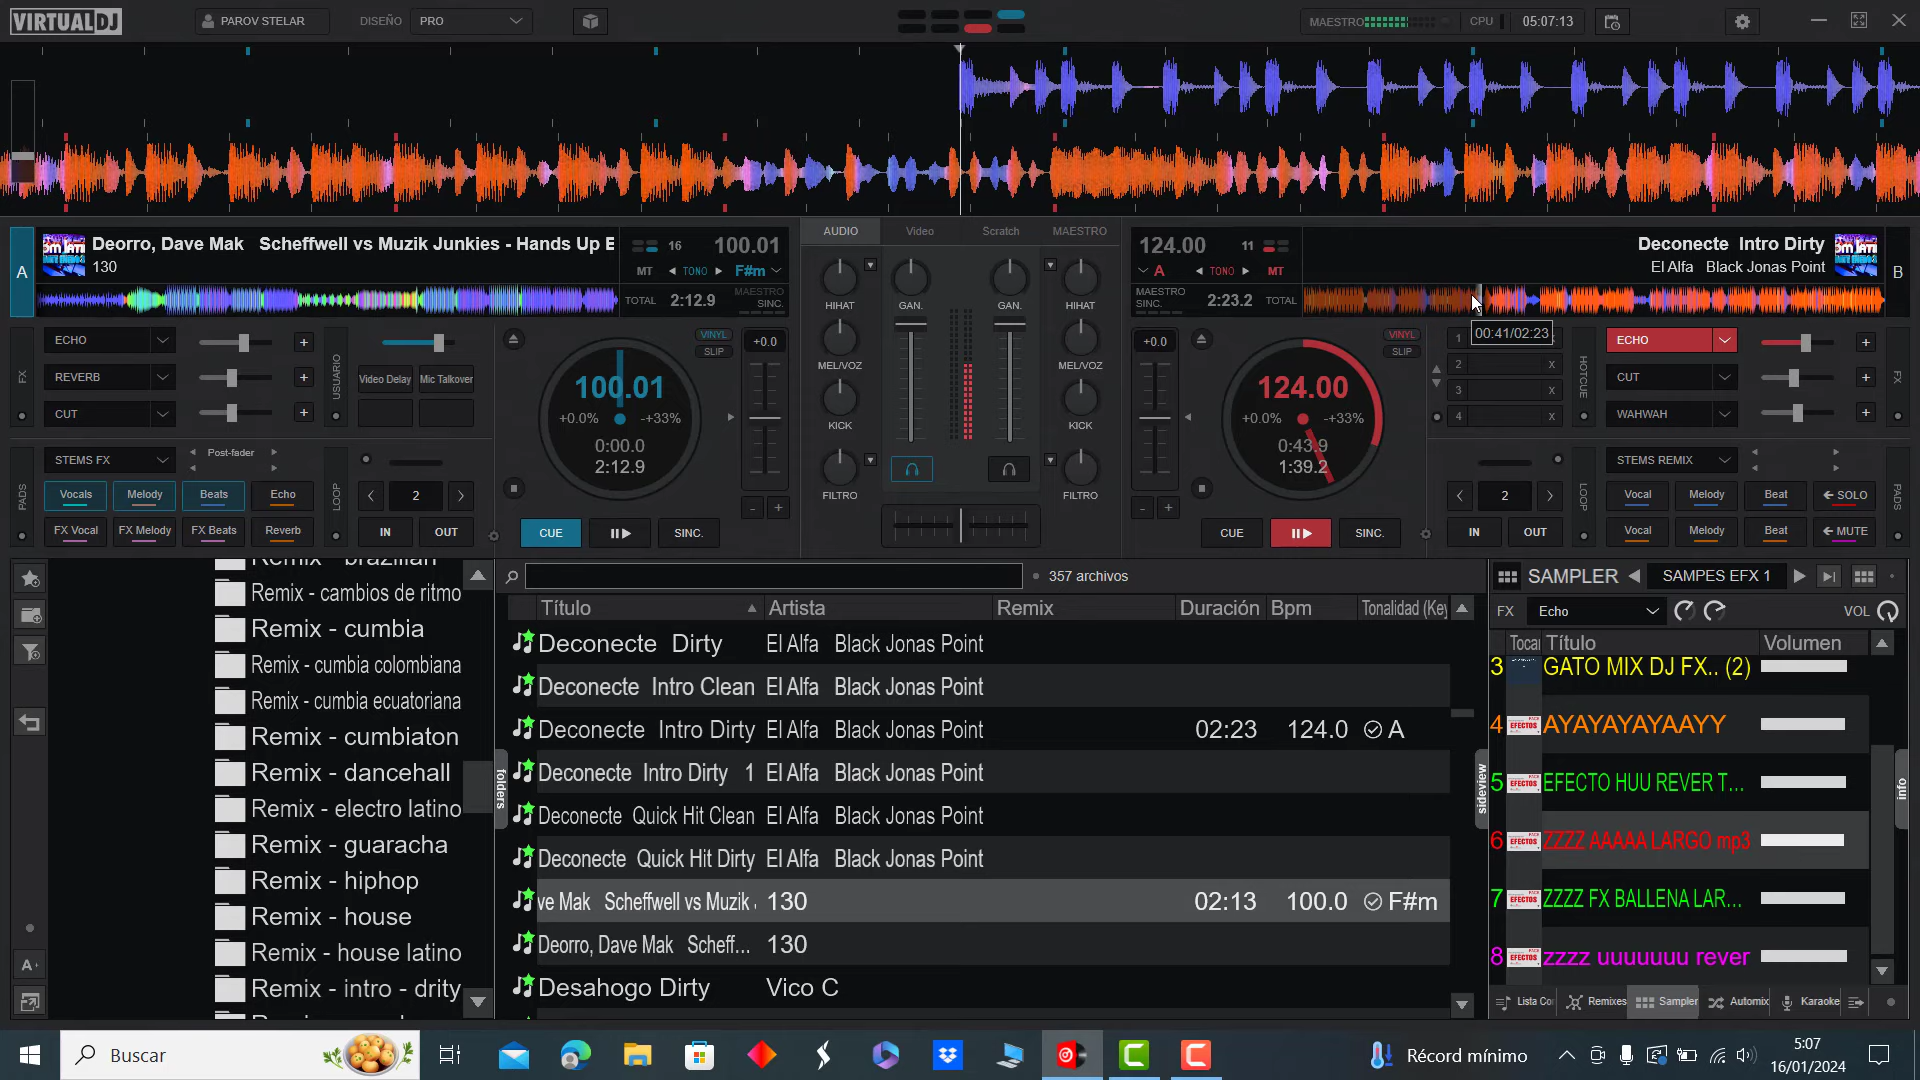 VIRTUALDJ
PAROV STELAR
DISEÑO PRO
MAESTRO
CPU
05:07:13
A
Deorro, Dave Mak Scheffwell vs Muzik Junkies - Hands Up E
130
16 100.01
MT TONO F#m
TOTAL 2:12.9 MAESTRO SINC.
AUDIO Video Scratch MAESTRO
124.00 11
A TONO MT
MAESTRO SINC. 2:23.2 TOTAL
Deconecte Intro Dirty
El Alfa Black Jonas Point
B
00:41/02:23
FX
ECHO
REVERB
CUT
USUARIO
Video Delay Mic Talkover
VINYL
SLIP
100.01
+0.0% -+33%
0:00.0
2:12.9
+0.0
HIHAT GAN. GAN. HIHAT
MEL/VOZ MEL/VOZ
KICK KICK
FILTRO FILTRO
+0.0
VINYL
SLIP
124.00
+0.0% -+33%
0:43.9
1:39.2
1 x
2 x
3 x
4 x
HOTCUE
ECHO
CUT
WAHWAH
FX
PADS
STEMS FX
Post-fader
Vocals Melody Beats Echo
FX Vocal FX Melody FX Beats Reverb
LOOP
2
IN OUT
CUE SINC.
CUE SINC.
2
IN OUT
LOOP
STEMS REMIX
Vocal Melody Beat SOLO
Vocal Melody Beat MUTE
PADS
Remix - brazilian
Remix - cambios de ritmo
Remix - cumbia
Remix - cumbia colombiana
Remix - cumbia ecuatoriana
Remix - cumbiaton
Remix - dancehall
Remix - electro latino
Remix - guaracha
Remix - hiphop
Remix - house
Remix - house latino
Remix - intro - drity
folders
357 archivos
Título Artista Remix Duración Bpm Tonalidad (Key
Deconecte Dirty El Alfa Black Jonas Point
Deconecte Intro Clean El Alfa Black Jonas Point
Deconecte Intro Dirty El Alfa Black Jonas Point 02:23 124.0 A
Deconecte Intro Dirty 1 El Alfa Black Jonas Point
Deconecte Quick Hit Clean El Alfa Black Jonas Point
Deconecte Quick Hit Dirty El Alfa Black Jonas Point
ve Mak Scheffwell vs Muzik 130 02:13 100.0 F#m
Deorro, Dave Mak Scheff... 130
Desahogo Dirty Vico C
sideview
SAMPLER SAMPES EFX 1
FX Echo VOL
Tocar Título Volumen
3 GATO MIX DJ FX.. (2)
4 AYAYAYAYAAYY
5 EFECTO HUU REVER T...
6 ZZZZ AAAAA LARGO mp3
7 ZZZZ FX BALLENA LAR...
8 zzzz uuuuuuu rever
info
Lista Cor Remixes Sampler Automix Karaoke
Buscar
Récord mínimo
5:07
16/01/2024